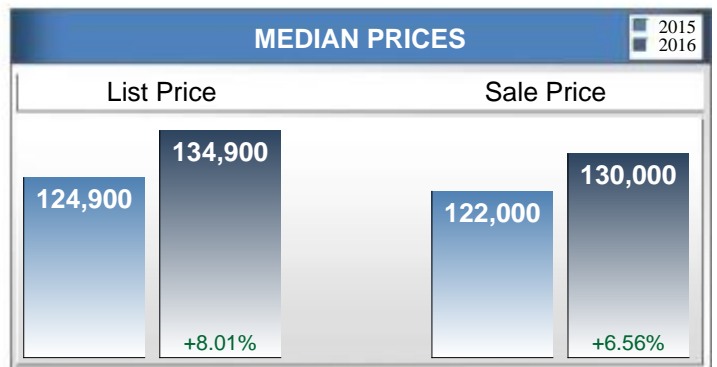 MEDIAN PRICES
2015
2016
List Price
Sale Price
124,900
134,900
+8.01%
122,000
130,000
+6.56%